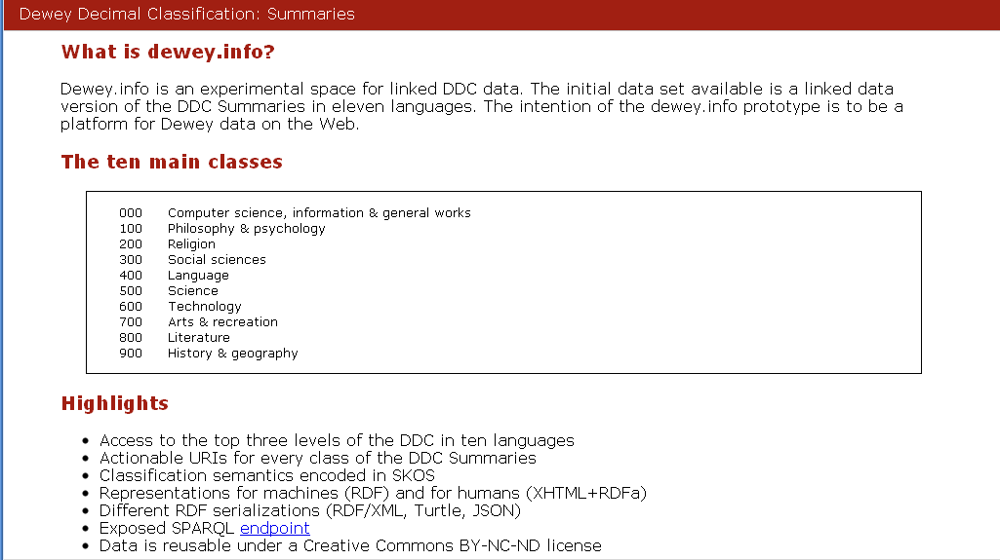 Dewey Decimal Classification: Summaries
What is dewey.info?
Dewey.info is an experimental space for linked DDC data. The initial data set available is a linked data
version of the DDC Summaries in eleven languages. The intention of the dewey.info prototype is to be a
platform for Dewey data on the Web.
The ten main classes
000 Computer science, information & general works
100 Philosophy & psychology
200 Religion
300 Social sciences
400 Language
500 Science
600 Technology
700 Arts & recreation
800 Literature
900 History & geography
Highlights
• Access to the top three levels of the DDC in ten languages
• Actionable URIs for every class of the DDC Summaries
• Classification semantics encoded in SKOS
• Representations for machines (RDF) and for humans (XHTML+RDFa)
• Different RDF serializations (RDF/XML, Turtle, JSON)
• Exposed SPARQL endpoint
• Data is reusable under a Creative Commons BY-NC-ND license